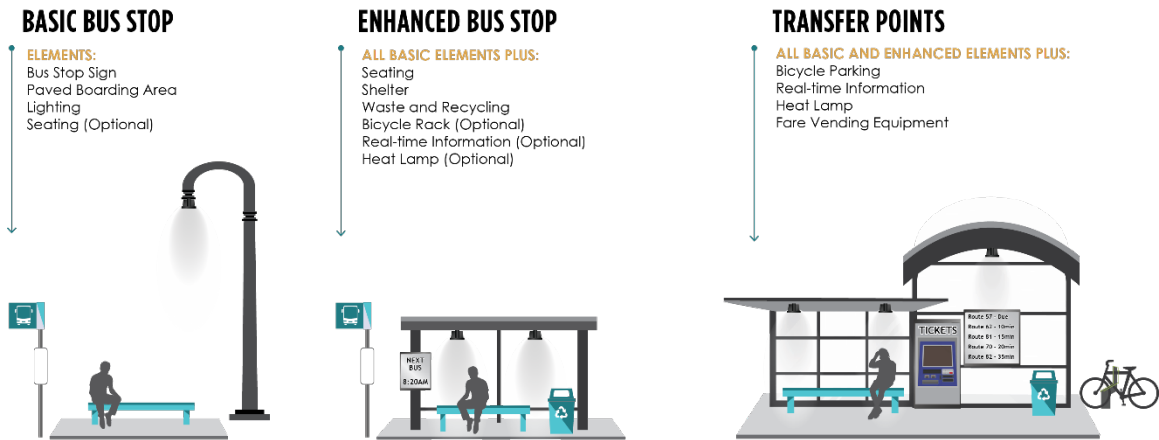 BASIC BUS STOP
ELEMENTS:
Bus Stop Sign
Paved Boarding Area
Lighting
Seating (Optional)
ENHANCED BUS STOP
ALL BASIC ELEMENTS PLUS:
Seating
Shelter
Waste and Recycling
Bicycle Rack (Optional)
Real-time Information (Optional)
Heat Lamp (Optional)
NEXT
BUS
8:20AM
TRANSFER POINTS
ALL BASIC AND ENHANCED ELEMENTS PLUS:
Bicycle Parking
Real-time Information
Heat Lamp
Fare Vending Equipment
TICKETS
Route 57 - Due
Route 62 - 10min
Route 81 - 15min
Route 70 - 20min
Route 82 - 35min